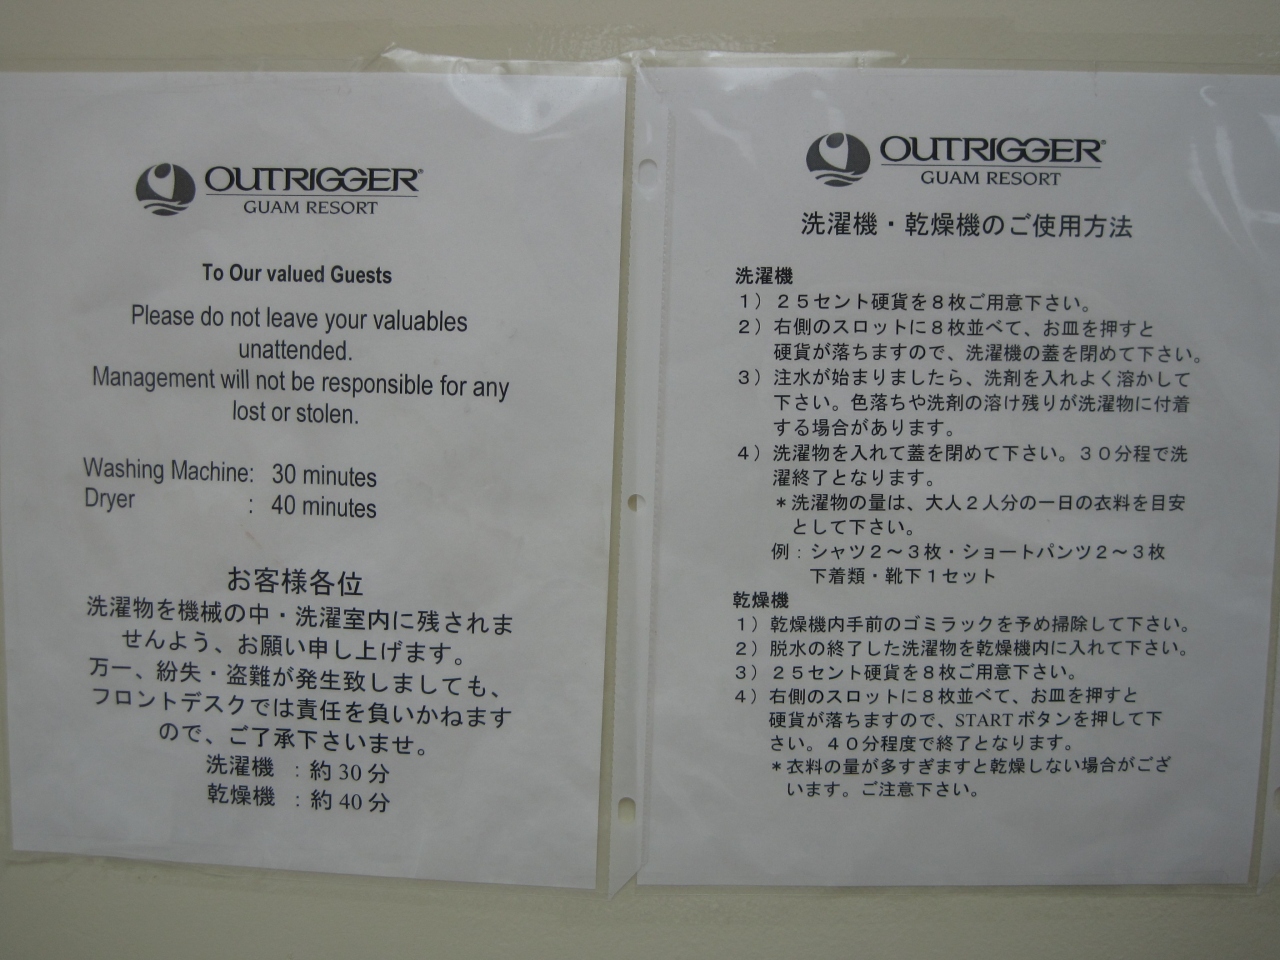 OUTRIGGER®
GUAM RESORT
To Our valued Guests
Please do not leave your valuables
unattended.
Management will not be responsible for any
lost or stolen.
Washing Machine: 30 minutes
Dryer : 40 minutes
お客様各位
洗濯物を機械の中・洗濯室内に残されま
せんよう、お願い申し上げます。
万一、紛失・盗難が発生致しましても、
フロントデスクでは責任を負いかねます
ので、ご了承下さいませ。
洗濯機 : 約30分
乾燥機 : 約40分
OUTRIGGER®
GUAM RESORT
洗濯機・乾燥機のご使用方法
洗濯機
1）２５セント硬貨を８枚ご用意下さい。
2）右側のスロットに８枚並べて、お皿を押すと
硬貨が落ちますので、洗濯機の蓋を閉めて下さい。
3）注水が始まりましたら、洗剤を入れよく溶かして
下さい。色落ちや洗剤の溶け残りが洗濯物に付着
する場合があります。
4）洗濯物を入れて蓋を閉めて下さい。３０分程で洗
濯終了となります。
＊洗濯物の量は、大人２人分の一日の衣料を目安
として下さい。
例：シャツ２～３枚・ショートパンツ２～３枚
下着類・靴下１セット
乾燥機
1）乾燥機内手前のゴミラックを予め掃除して下さい。
2）脱水の終了した洗濯物を乾燥機内に入れて下さい。
3）２５セント硬貨を８枚ご用意下さい。
4）右側のスロットに８枚並べて、お皿を押すと
硬貨が落ちますので、START ボタンを押して下
さい。４０分程度で終了となります。
＊衣料の量が多すぎますと乾燥しない場合がござ
います。ご注意下さい。